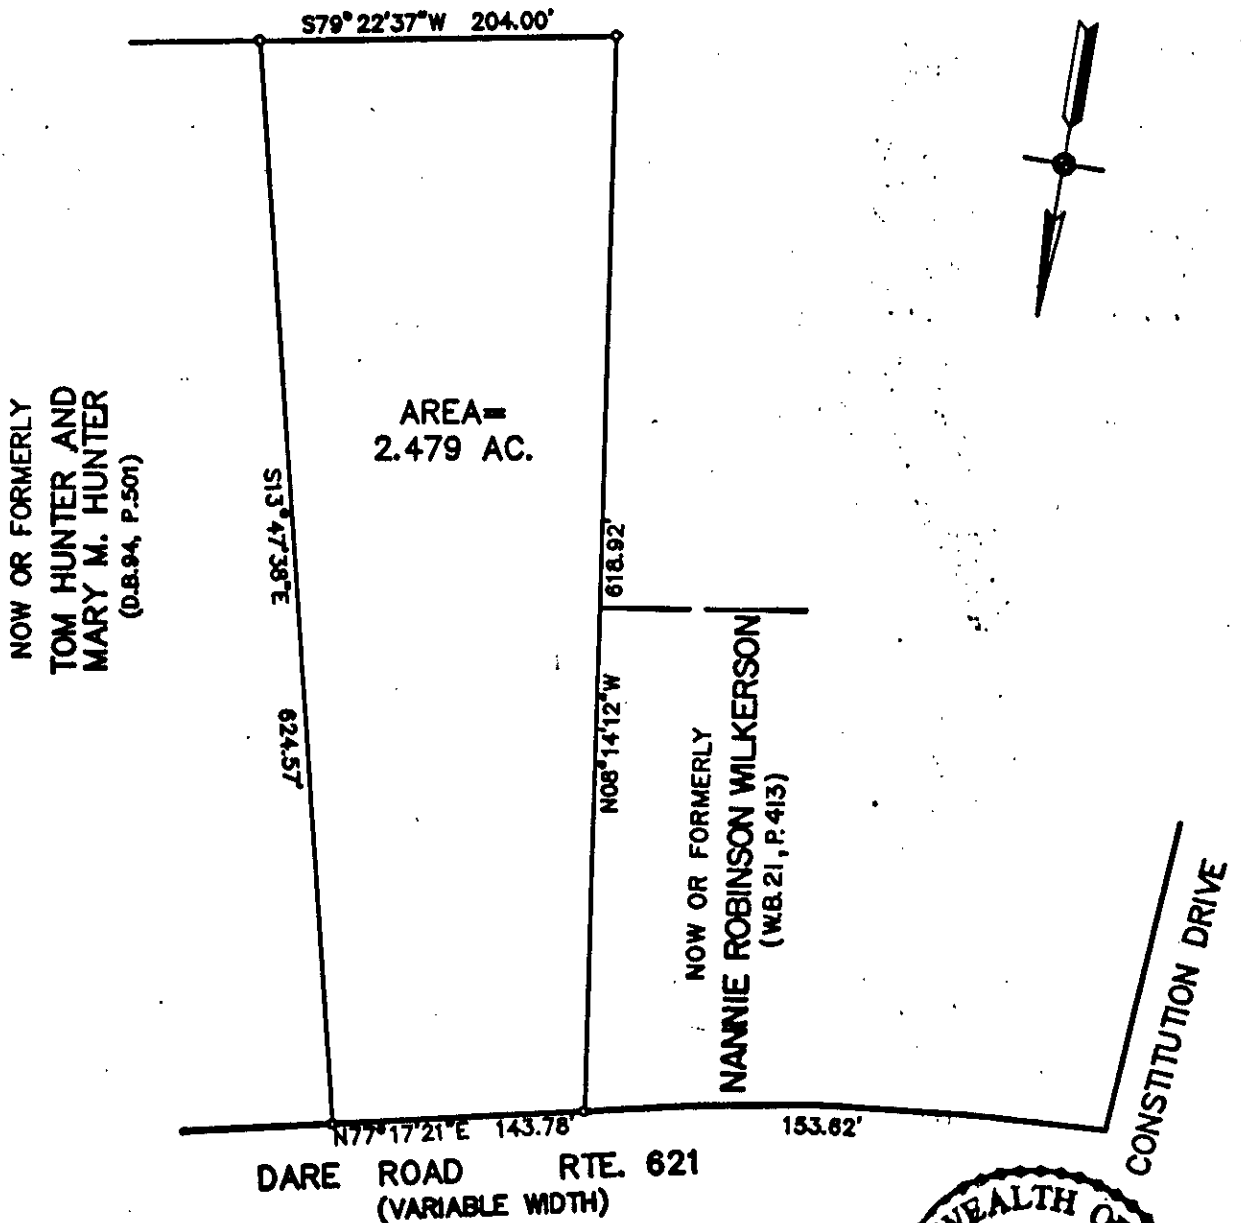 S79°22'37"W 204.00'
NOW OR FORMERLY
TOM HUNTER AND
MARY M. HUNTER
(D.B.94, P.501)
AREA=
2.479 AC.
S13°47'38"E 624.57'
618.92'
N08°14'12"W
NOW OR FORMERLY
NANNIE ROBINSON WILKERSON
(W.B.21, P.413)
CONSTITUTION DRIVE
N77°17'21"E 143.78'
153.62'
DARE ROAD RTE. 621
(VARIABLE WIDTH)
WEALTH O